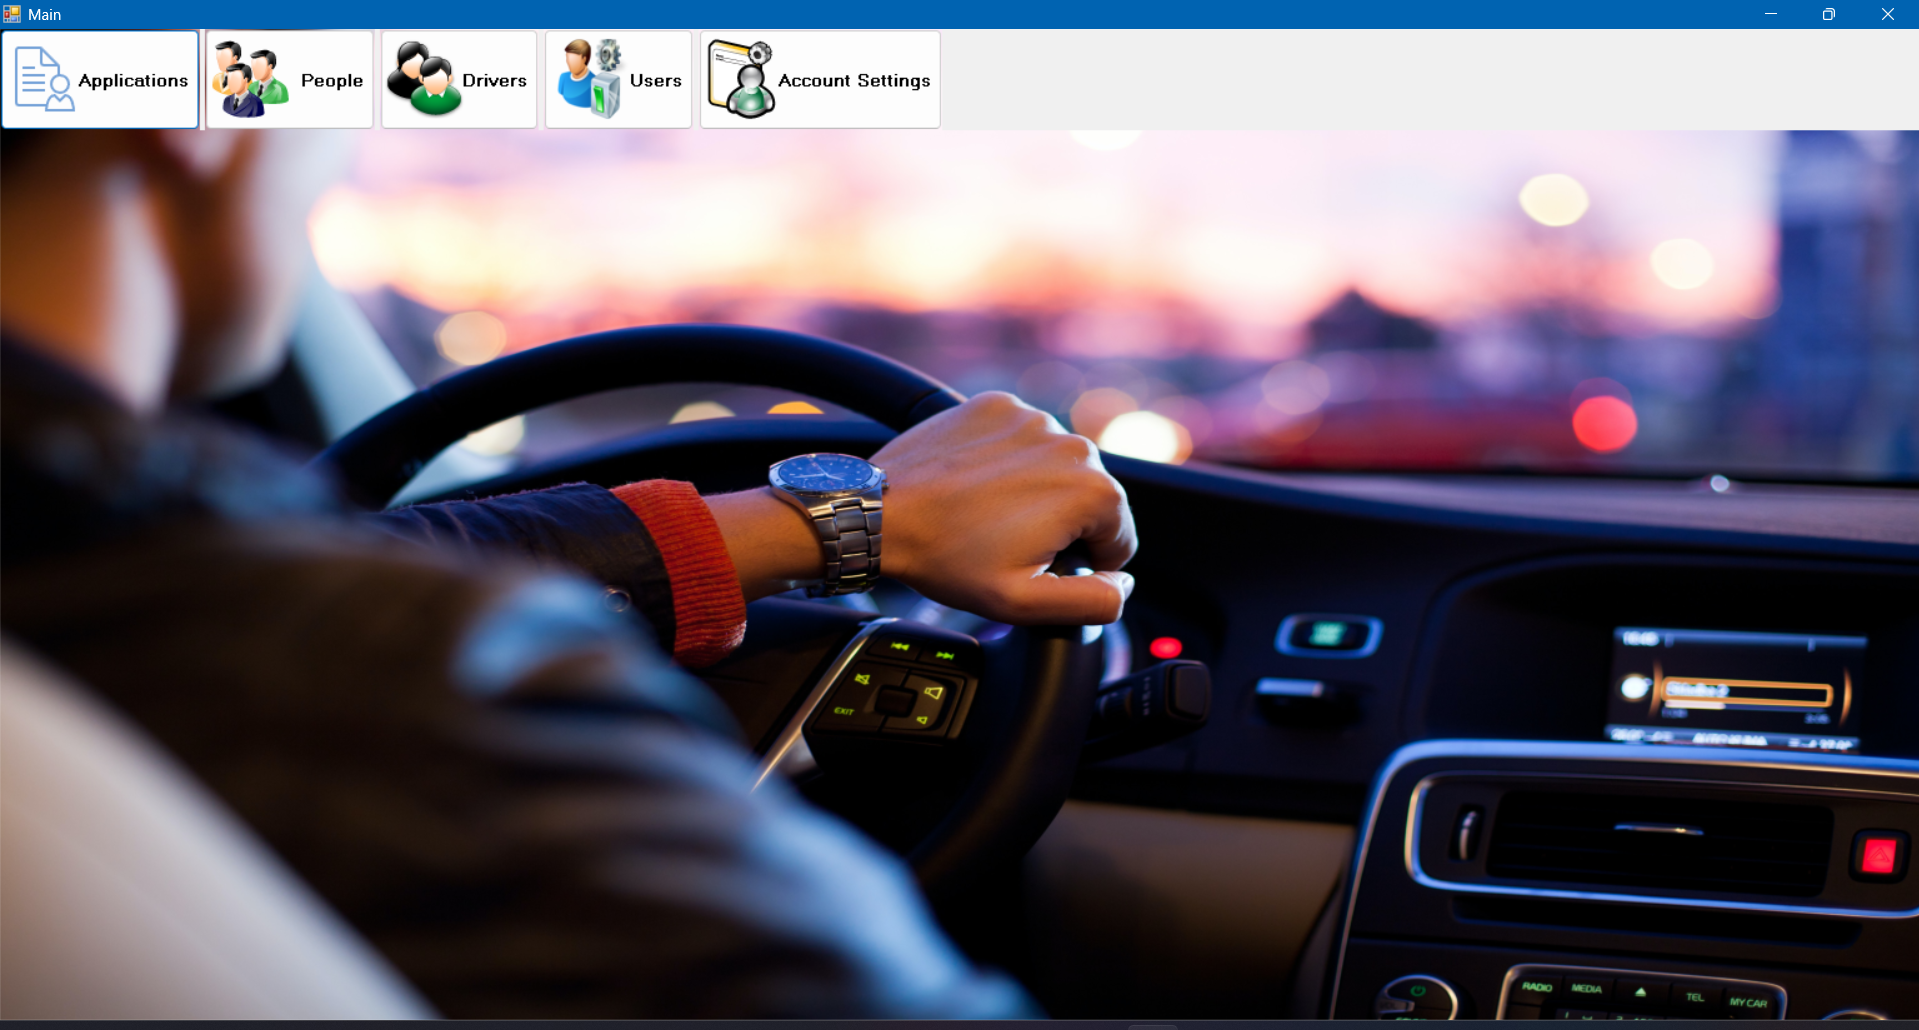 Main
Applications
People
Drivers
Users
Account Settings
EXIT
RADIO
MEDIA
TEL
MY CAR